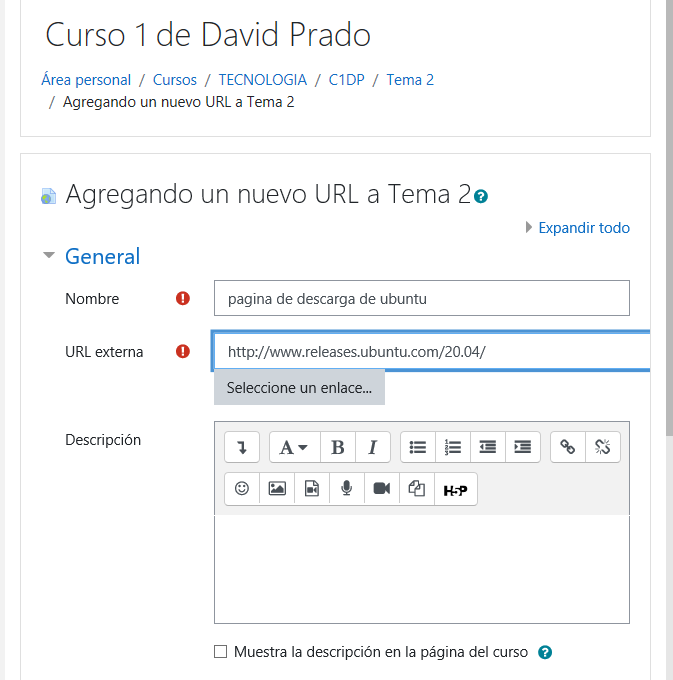 Curso 1 de David Prado
Área personal / Cursos / TECNOLOGIA / C1DP / Tema 2
/ Agregando un nuevo URL a Tema 2
Agregando un nuevo URL a Tema 2
Expandir todo
General
Nombre
pagina de descarga de ubuntu
URL externa
http://www.releases.ubuntu.com/20.04/
Seleccione un enlace...
Descripción
A B I
H5P
Muestra la descripción en la página del curso